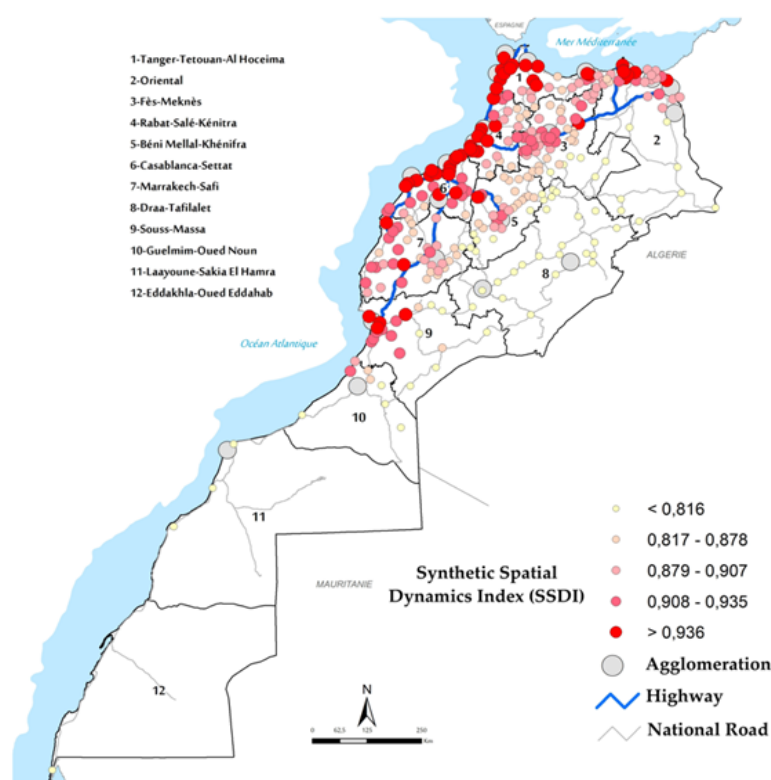 ESPAGNE
Mer Méditerranée
1-Tanger-Tetouan-Al Hoceima
2-Oriental
3-Fès-Meknès
4-Rabat-Salé-Kénitra
5-Béni Mellal-Khénifra
6-Casablanca-Settat
7-Marrakech-Safi
8-Draa-Tafilalet
9-Souss-Massa
10-Guelmim-Oued Noun
11-Laayoune-Sakia El Hamra
12-Eddakhla-Oued Eddahab
1
2
3
4
5
6
7
8
9
10
11
12
ALGERIE
Océan Atlantique
MAURITANIE
Synthetic Spatial
Dynamics Index (SSDI)
< 0,816
0,817 - 0,878
0,879 - 0,907
0,908 - 0,935
> 0,936
Agglomeration
Highway
National Road
N
0 62,5 125 250
Km